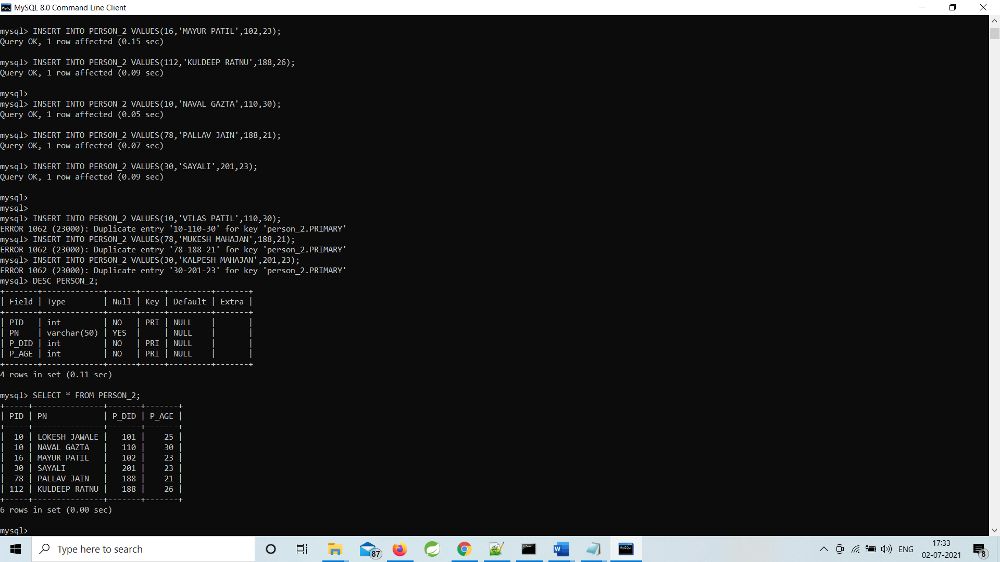 MySQL 8.0 Command Line Client
mysql> INSERT INTO PERSON_2 VALUES(16,'MAYUR PATIL',102,23);
Query OK, 1 row affected (0.15 sec)
mysql> INSERT INTO PERSON_2 VALUES(112,'KULDEEP RATNU',188,26);
Query OK, 1 row affected (0.09 sec)
mysql>
mysql> INSERT INTO PERSON_2 VALUES(10,'NAVAL GAZTA',110,30);
Query OK, 1 row affected (0.05 sec)
mysql> INSERT INTO PERSON_2 VALUES(78,'PALLAV JAIN',188,21);
Query OK, 1 row affected (0.07 sec)
mysql> INSERT INTO PERSON_2 VALUES(30,'SAYALI',201,23);
Query OK, 1 row affected (0.09 sec)
mysql>
mysql>
mysql> INSERT INTO PERSON_2 VALUES(10,'VILAS PATIL',110,30);
ERROR 1062 (23000): Duplicate entry '10-110-30' for key 'person_2.PRIMARY'
mysql> INSERT INTO PERSON_2 VALUES(78,'MUKESH MAHAJAN',188,21);
ERROR 1062 (23000): Duplicate entry '78-188-21' for key 'person_2.PRIMARY'
mysql> INSERT INTO PERSON_2 VALUES(30,'KALPESH MAHAJAN',201,23);
ERROR 1062 (23000): Duplicate entry '30-201-23' for key 'person_2.PRIMARY'
mysql> DESC PERSON_2;
+-------+-------------+------+-----+---------+-------+
| Field | Type        | Null | Key | Default | Extra |
+-------+-------------+------+-----+---------+-------+
| PID   | int         | NO   | PRI | NULL    |       |
| PN    | varchar(50) | YES  |     | NULL    |       |
| P_DID | int         | NO   | PRI | NULL    |       |
| P_AGE | int         | NO   | PRI | NULL    |       |
+-------+-------------+------+-----+---------+-------+
4 rows in set (0.11 sec)
mysql> SELECT * FROM PERSON_2;
+-----+---------------+-------+-------+
| PID | PN            | P_DID | P_AGE |
+-----+---------------+-------+-------+
|  10 | LOKESH JAWALE |   101 |    25 |
|  10 | NAVAL GAZTA   |   110 |    30 |
|  16 | MAYUR PATIL   |   102 |    23 |
|  30 | SAYALI        |   201 |    23 |
|  78 | PALLAV JAIN   |   188 |    21 |
| 112 | KULDEEP RATNU |   188 |    26 |
+-----+---------------+-------+-------+
6 rows in set (0.00 sec)
mysql>
Type here to search
87
W
MySQL
ENG
17:33
02-07-2021
8